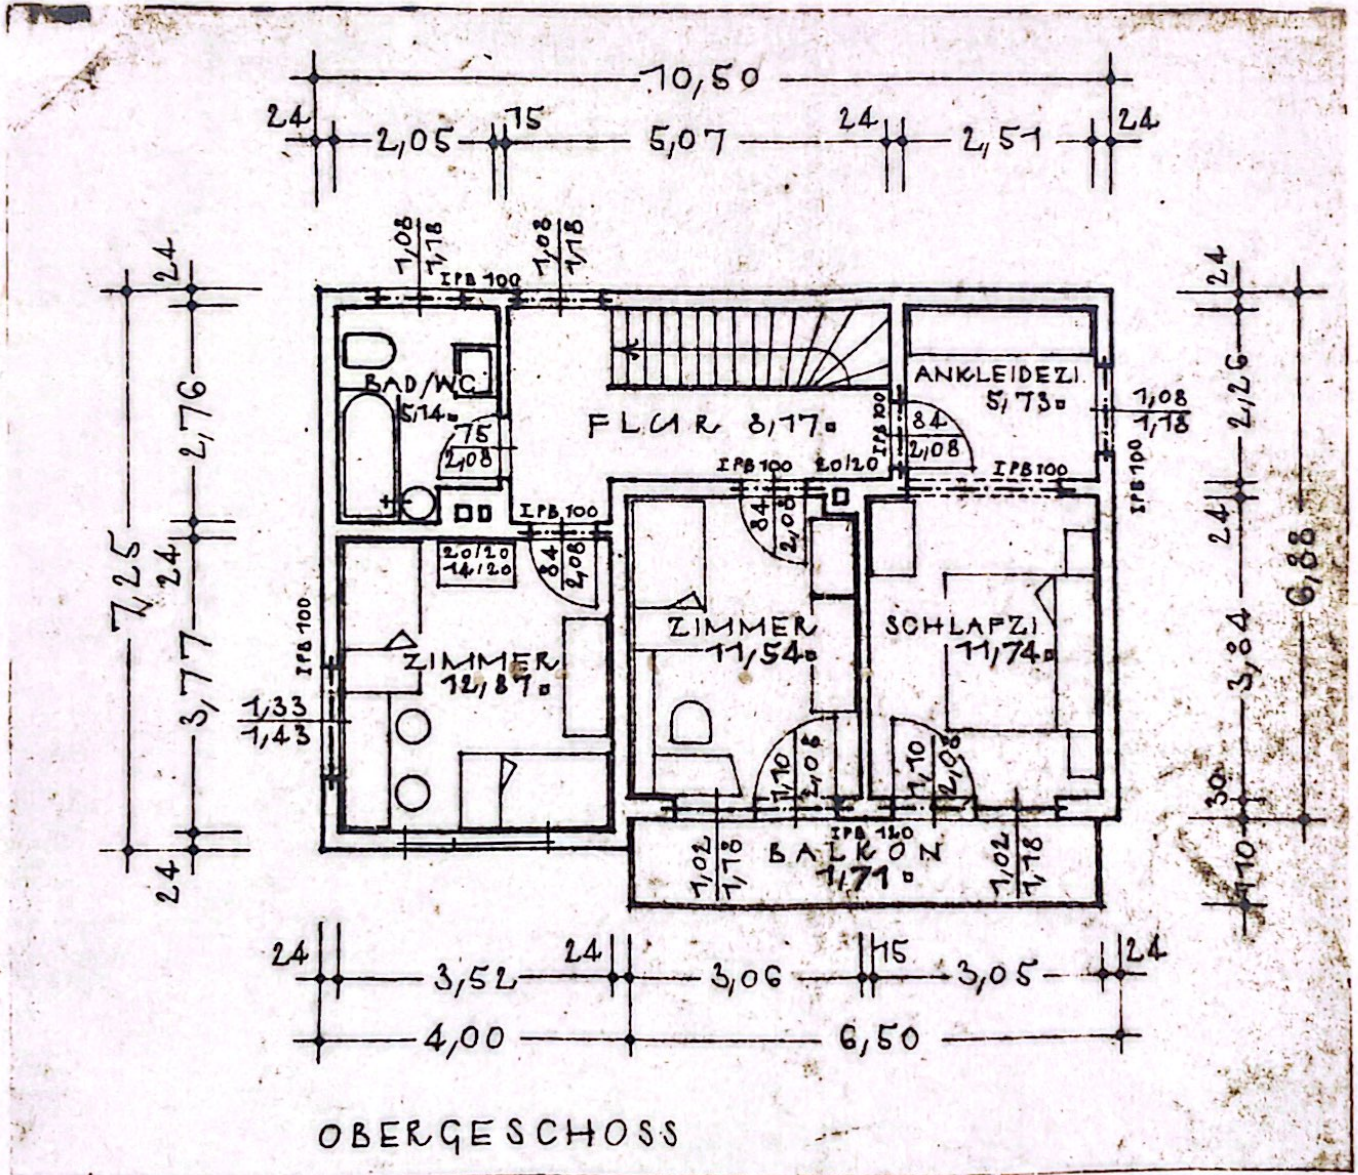 10,50
24 2,05 15 5,07 24 2,51 24
1,08
1,18
1,08
1,18
IPB 100
24
2,76
24
3,77
24
7,25
BAD/WC
5,14
75
2,08
FLUR 8,17
IPB 100
84
2,08
ANKLEIDEZI.
5,73
1,08
1,18
IPB 100
24
2,26
24
3,84
30
1,10
6,88
IPB 100
20/20
IPB 100
IPB 100
20/20
14/20
84
2,08
84
2,08
IPB 100
1,33
1,43
ZIMMER
12,81
ZIMMER
11,54
SCHLAFZI
11,74
1,10
2,08
1,10
2,08
IPB 120
BALKON
1,71
1,02
1,18
1,02
1,18
24 3,52 24 3,06 15 3,05 24
4,00 6,50
OBERGESCHOSS